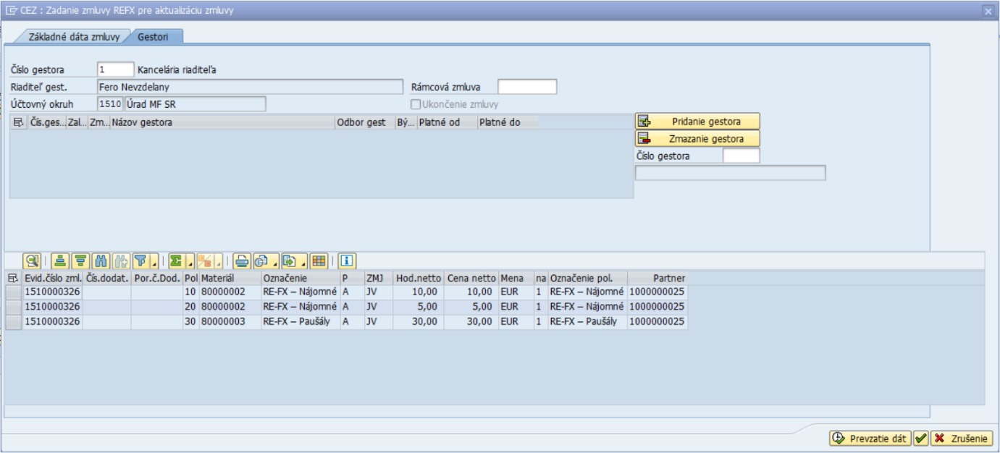 CEZ : Zadanie zmluvy REFX pre aktualizáciu zmluvy
Základné dáta zmluvy Gestori
Číslo gestora 1 Kancelária riaditeľa
Riaditeľ gest. Fero Nevzdelany Rámcová zmluva
Účtovný okruh 1510 Úrad MF SR Ukončenie zmluvy
Čís.ges... Zal... Zm... Názov gestora Odbor gest Bý... Platné od Platné do
Pridanie gestora
Zmazanie gestora
Číslo gestora
Evid.číslo zml. Čís.dodat. Por.č.Dod. Pol Materiál Označenie P ZMJ Hod.netto Cena netto Mena na Označenie pol. Partner
1510000326 10 80000002 RE-FX – Nájomné A JV 10,00 10,00 EUR 1 RE-FX – Nájomné 1000000025
1510000326 20 80000002 RE-FX – Nájomné A JV 5,00 5,00 EUR 1 RE-FX – Nájomné 1000000025
1510000326 30 80000003 RE-FX – Paušály A JV 30,00 30,00 EUR 1 RE-FX – Paušály 1000000025
Prevzatie dát Zrušenie